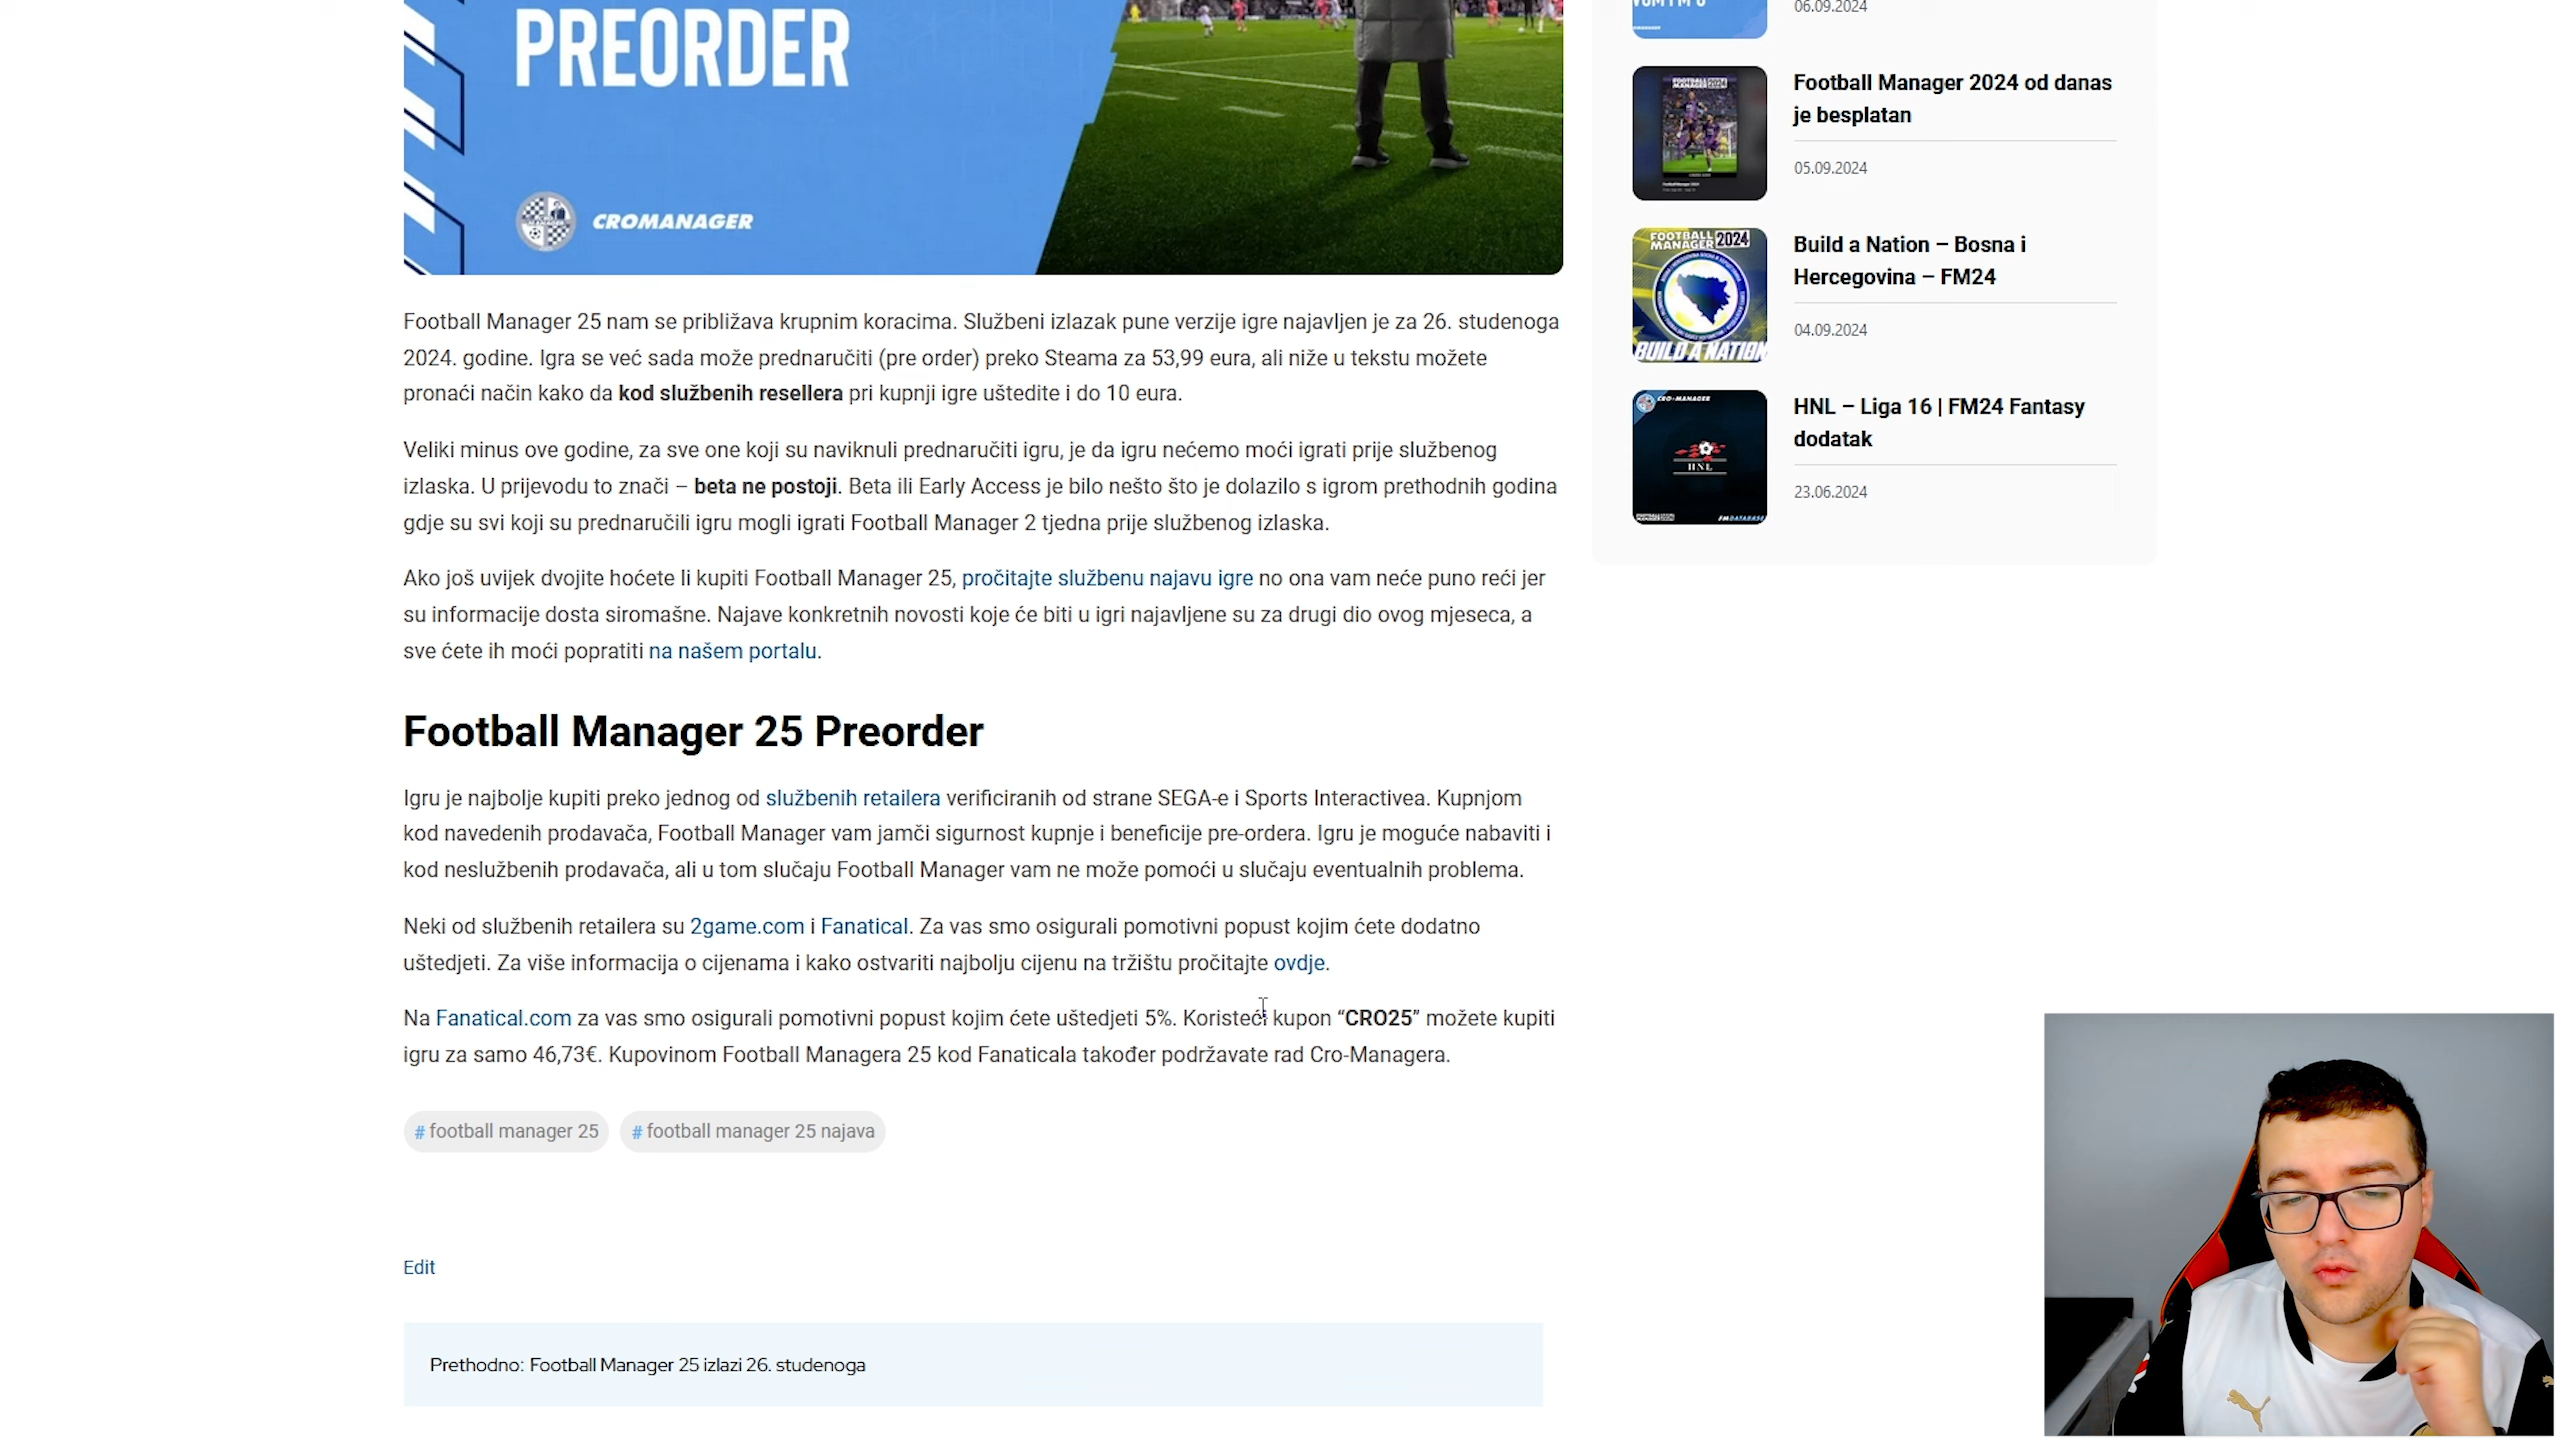 PREORDER
CROMANAGER
Football Manager 25 nam se približava krupnim koracima. Službeni izlazak pune verzije igre najavljen je za 26. studenoga
2024. godine. Igra se već sada može prednaručiti (pre order) preko Steama za 53,99 eura, ali niže u tekstu možete
pronaći način kako da kod službenih resellera pri kupnji igre uštedite i do 10 eura.
Veliki minus ove godine, za sve one koji su naviknuli prednaručiti igru, je da igru nećemo moći igrati prije službenog
izlaska. U prijevodu to znači – beta ne postoji. Beta ili Early Access je bilo nešto što je dolazilo s igrom prethodnih godina
gdje su svi koji su prednaručili igru mogli igrati Football Manager 2 tjedna prije službenog izlaska.
Ako još uvijek dvojite hoćete li kupiti Football Manager 25, pročitajte službenu najavu igre no ona vam neće puno reći jer
su informacije dosta siromašne. Najave konkretnih novosti koje će biti u igri najavljene su za drugi dio ovog mjeseca, a
sve ćete ih moći popratiti na našem portalu.
Football Manager 25 Preorder
Igru je najbolje kupiti preko jednog od službenih retailera verificiranih od strane SEGA-e i Sports Interactivea. Kupnjom
kod navedenih prodavača, Football Manager vam jamči sigurnost kupnje i beneficije pre-ordera. Igru je moguće nabaviti i
kod neslužbenih prodavača, ali u tom slučaju Football Manager vam ne može pomoći u slučaju eventualnih problema.
Neki od službenih retailera su 2game.com i Fanatical. Za vas smo osigurali pomotivni popust kojim ćete dodatno
uštedjeti. Za više informacija o cijenama i kako ostvariti najbolju cijenu na tržištu pročitajte ovdje.
Na Fanatical.com za vas smo osigurali pomotivni popust kojim ćete uštedjeti 5%. Koristeći kupon “CRO25” možete kupiti
igru za samo 46,73€. Kupovinom Football Managera 25 kod Fanaticala također podržavate rad Cro-Managera.
# football manager 25
# football manager 25 najava
Edit
Prethodno: Football Manager 25 izlazi 26. studenoga
06.09.2024
Football Manager 2024 od danas
je besplatan
05.09.2024
FOOTBALL
MANAGER 2024
BUILD A NATION
Build a Nation – Bosna i
Hercegovina – FM24
04.09.2024
CRO-MANAGER
HNL
FMDATABASE
HNL – Liga 16 | FM24 Fantasy
dodatak
23.06.2024